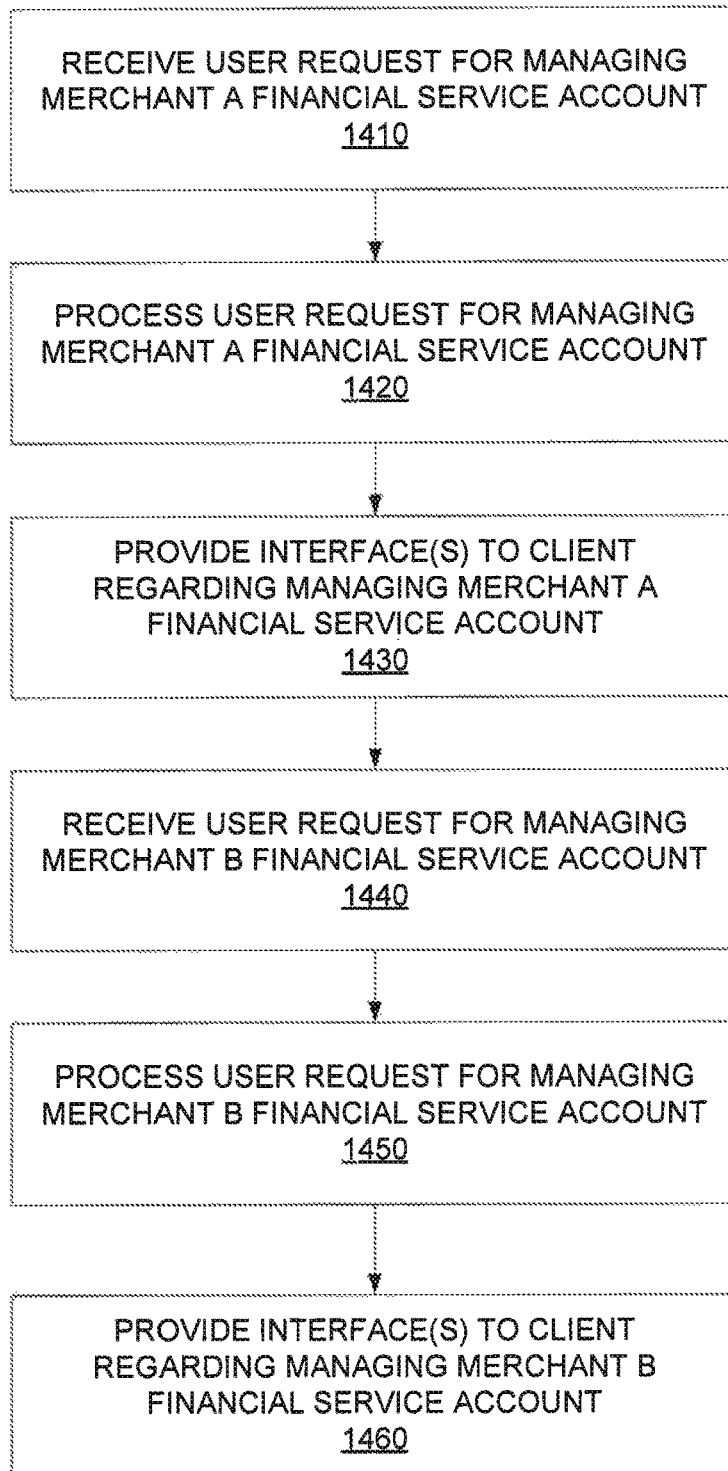 RECEIVE USER REQUEST FOR MANAGING
MERCHANT A FINANCIAL SERVICE ACCOUNT
1410
PROCESS USER REQUEST FOR MANAGING
MERCHANT A FINANCIAL SERVICE ACCOUNT
1420
PROVIDE INTERFACE(S) TO CLIENT
REGARDING MANAGING MERCHANT A
FINANCIAL SERVICE ACCOUNT
1430
RECEIVE USER REQUEST FOR MANAGING
MERCHANT B FINANCIAL SERVICE ACCOUNT
1440
PROCESS USER REQUEST FOR MANAGING
MERCHANT B FINANCIAL SERVICE ACCOUNT
1450
PROVIDE INTERFACE(S) TO CLIENT
REGARDING MANAGING MERCHANT B
FINANCIAL SERVICE ACCOUNT
1460